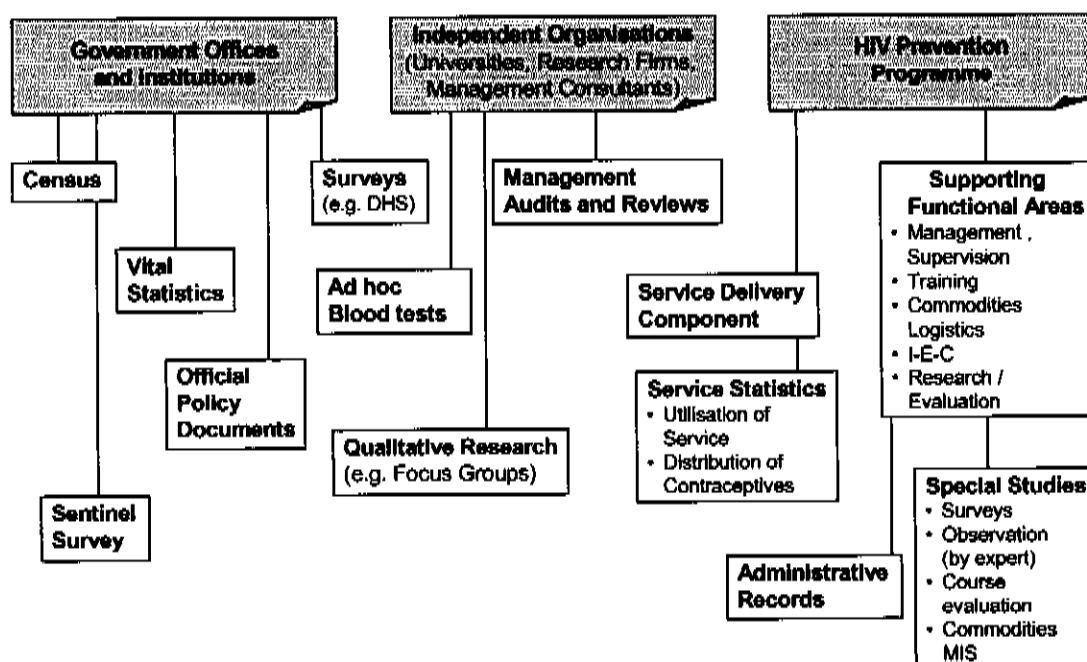 Government Offices
and Institutions
Independent Organisations
(Universities, Research Firms,
Management Consultants)
HIV Prevention
Programme
Census
Vital
Statistics
Official
Policy
Documents
Sentinel
Survey
Surveys
(e.g. DHS)
Ad hoc
Blood tests
Qualitative Research
(e.g. Focus Groups)
Management
Audits and Reviews
Service Delivery
Component
Service Statistics
• Utilisation of
Service
• Distribution of
Contraceptives
Supporting
Functional Areas
• Management ,
Supervision
• Training
• Commodities
Logistics
• I-E-C
• Research /
Evaluation
Administrative
Records
Special Studies
• Surveys
• Observation
(by expert)
• Course
evaluation
• Commodities
MIS